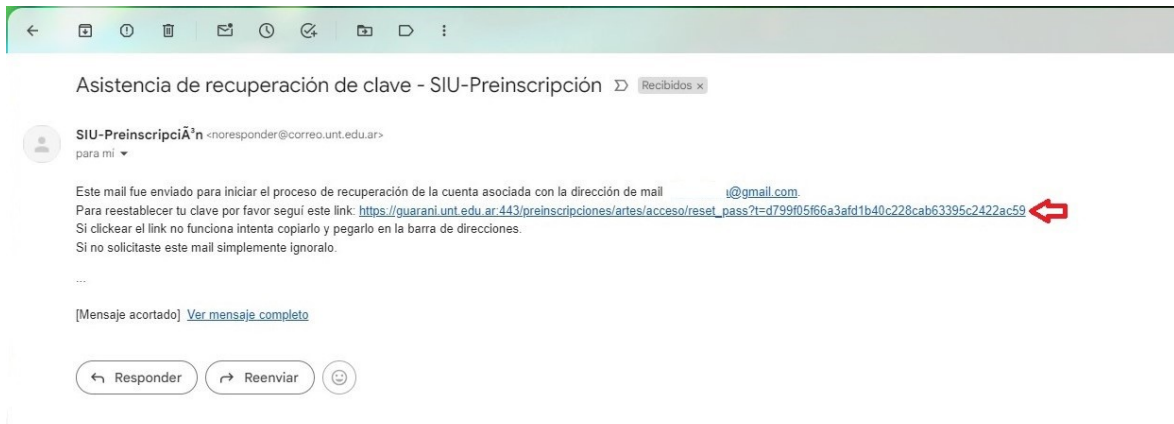 Asistencia de recuperación de clave - SIU-Preinscripción Recibidos x
SIU-PreinscripciÃ³n <noresponder@correo.unt.edu.ar>
para mí
Este mail fue enviado para iniciar el proceso de recuperación de la cuenta asociada con la dirección de mail @gmail.com.
Para reestablecer tu clave por favor seguí este link: https://guarani.unt.edu.ar:443/preinscripciones/artes/acceso/reset_pass?t=d799f05f66a3afd1b40c228cab63395c2422ac59
Si clickear el link no funciona intenta copiarlo y pegarlo en la barra de direcciones.
Si no solicitaste este mail simplemente ignoralo.
...
[Mensaje acortado] Ver mensaje completo
Responder Reenviar